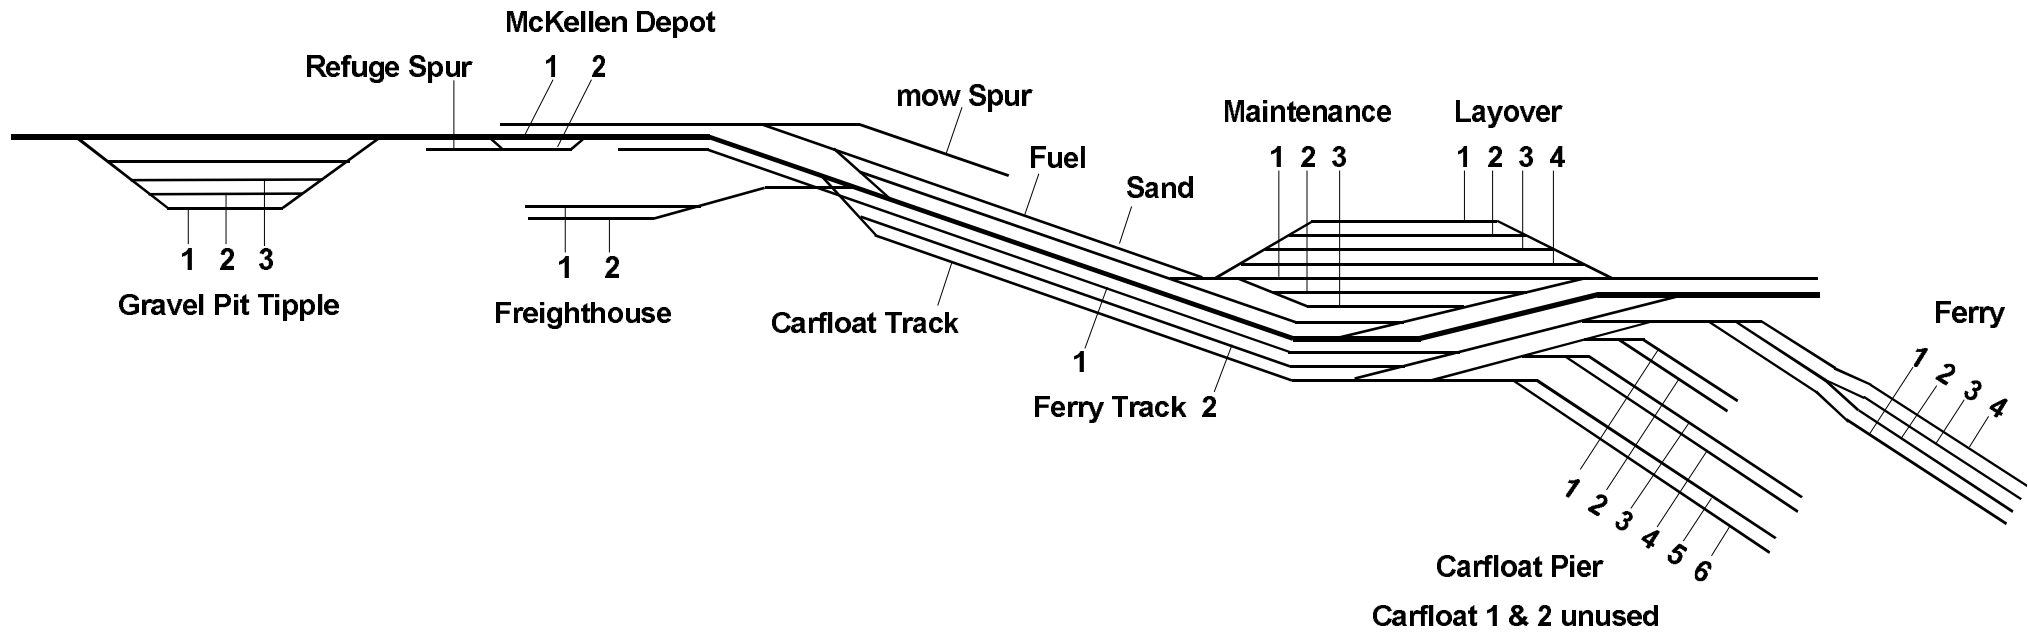 McKellen Depot
Refuge Spur 1 2
mow Spur
Maintenance Layover
1 2 3 1 2 3 4
Fuel
Sand
1 2 3
Gravel Pit Tipple
1 2
Freighthouse
Carfloat Track
1
Ferry Track 2
Ferry
1 2 3 4
1 2 3 4 5 6
Carfloat Pier
Carfloat 1 & 2 unused